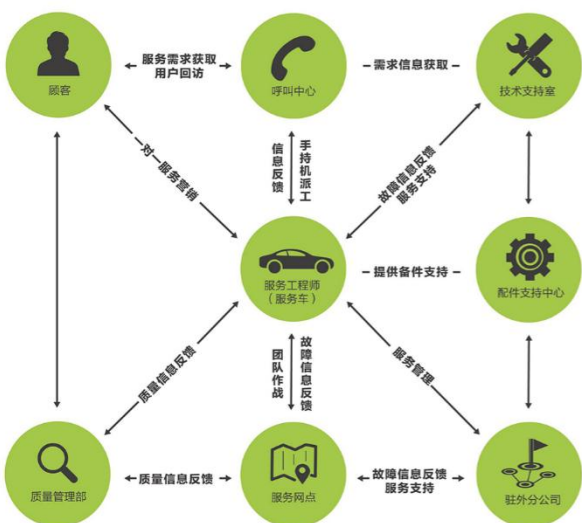 服务需求获取
用户回访
需求信息获取
顾客
呼叫中心
技术支持室
一对一服务营销
信息反馈
手持机派工
故障信息反馈
服务支持
服务工程师
（服务车）
提供备件支持
配件支持中心
质量信息反馈
团队作战
故障信息反馈
服务管理
质量管理部
质量信息反馈
服务网点
故障信息反馈
服务支持
驻外分公司